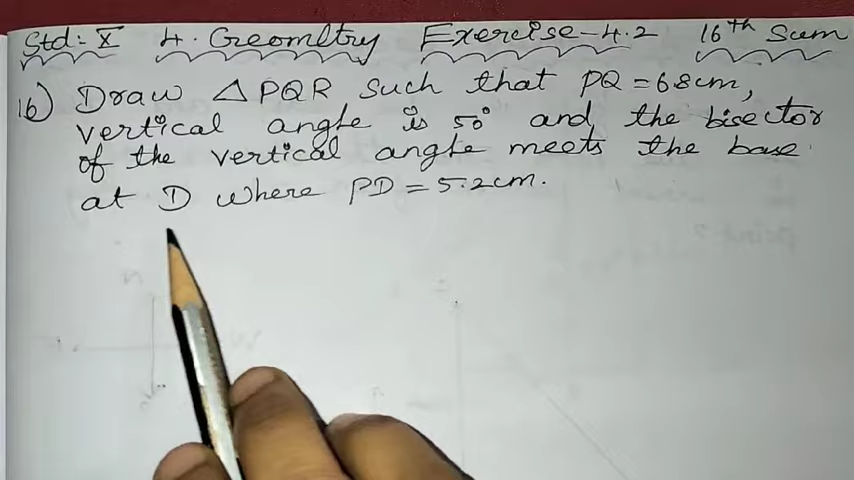 Std: X 4. Geometry Exercise-4.2 16th Sum
16) Draw △PQR such that PQ = 6.8cm,
vertical angle is 50° and the bisector
of the vertical angle meets the base
at D where PD = 5.2cm.